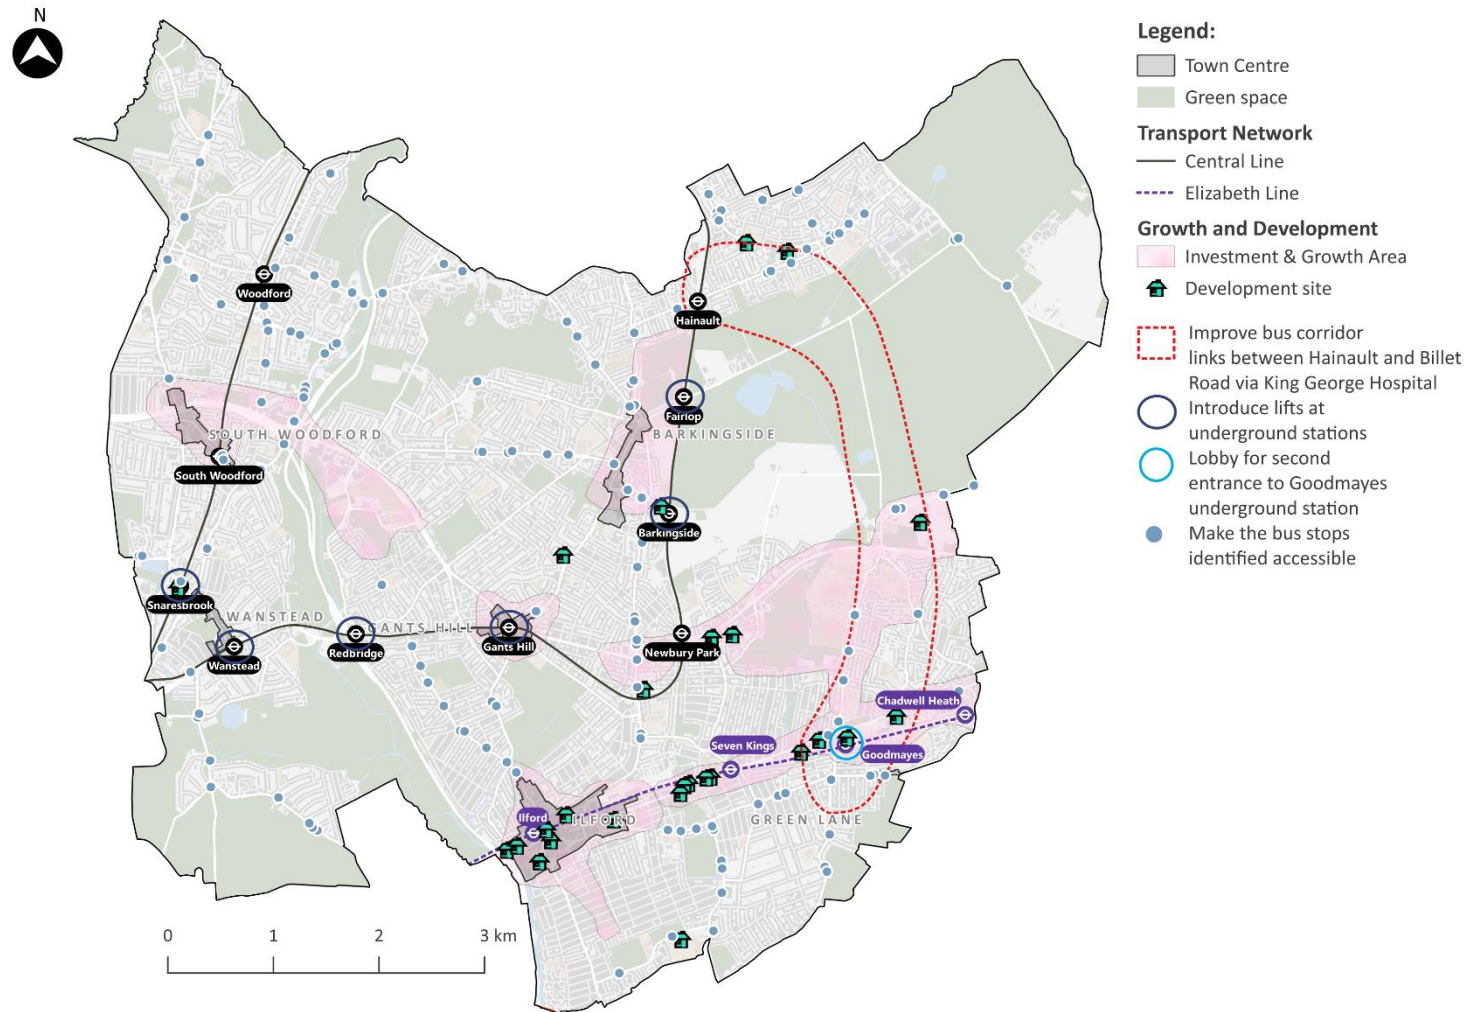 N
Legend:
Town Centre
Green space
Transport Network
Central Line
Elizabeth Line
Growth and Development
Investment & Growth Area
Development site
Improve bus corridor
links between Hainault and Billet
Road via King George Hospital
Introduce lifts at
underground stations
Lobby for second
entrance to Goodmayes
underground station
Make the bus stops
identified accessible
Woodford
Hainault
Fairlop
SOUTH WOODFORD
BARKINGSIDE
South Woodford
Barkingside
Snaresbrook
WANSTEAD
GANTS HILL
Wanstead
Redbridge
Gants Hill
Newbury Park
Chadwell Heath
Seven Kings
Goodmayes
Ilford
ILFORD
GREEN LANE
0 1 2 3 km